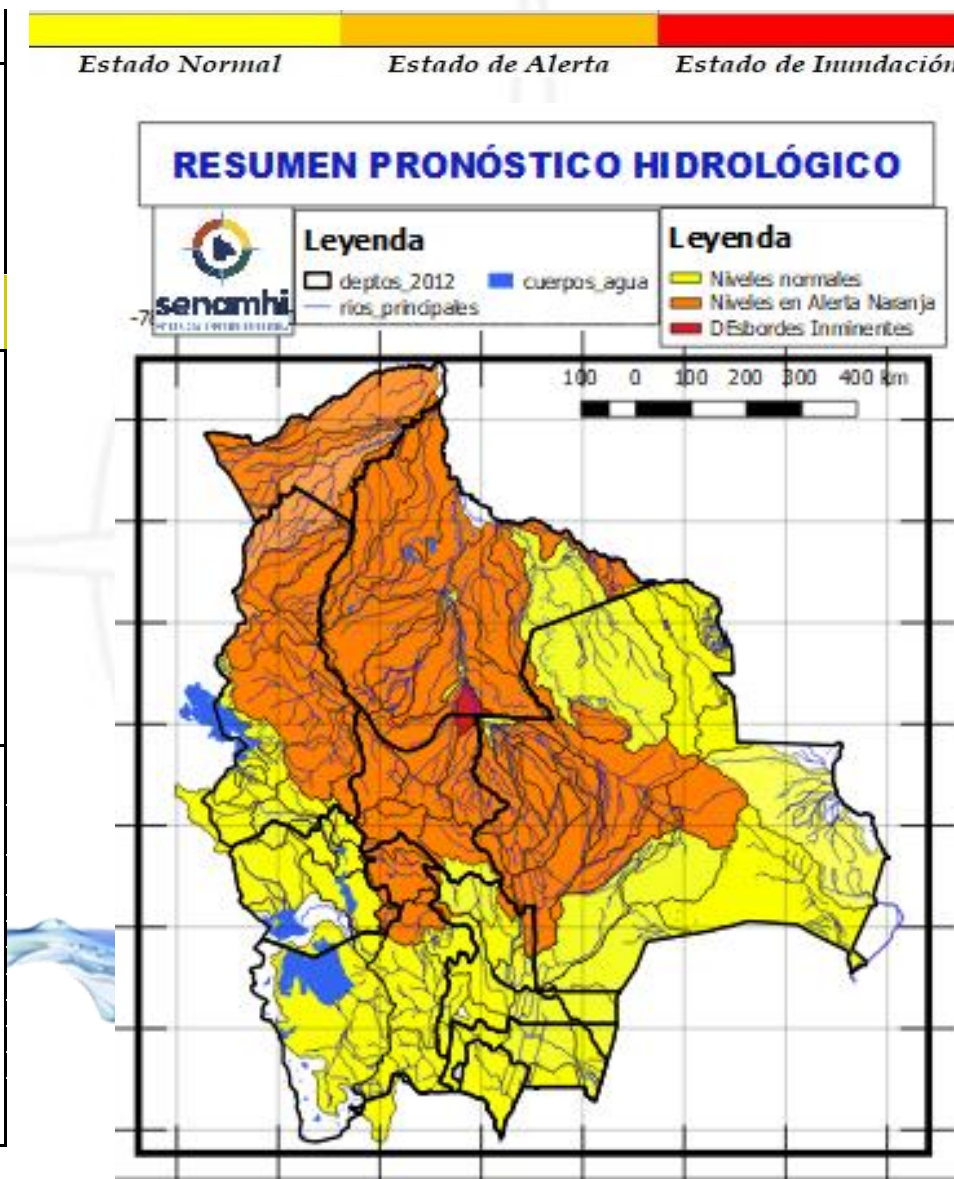 Estado Normal Estado de Alerta Estado de Inundación
RESUMEN PRONÓSTICO HIDROLÓGICO
senamhi
Leyenda
deptos_2012 cuerpos_agua
rios_principales
Leyenda
Niveles normales
Niveles en Alerta Naranja
DEsbordes Inminentes
100 0 100 200 300 400 km